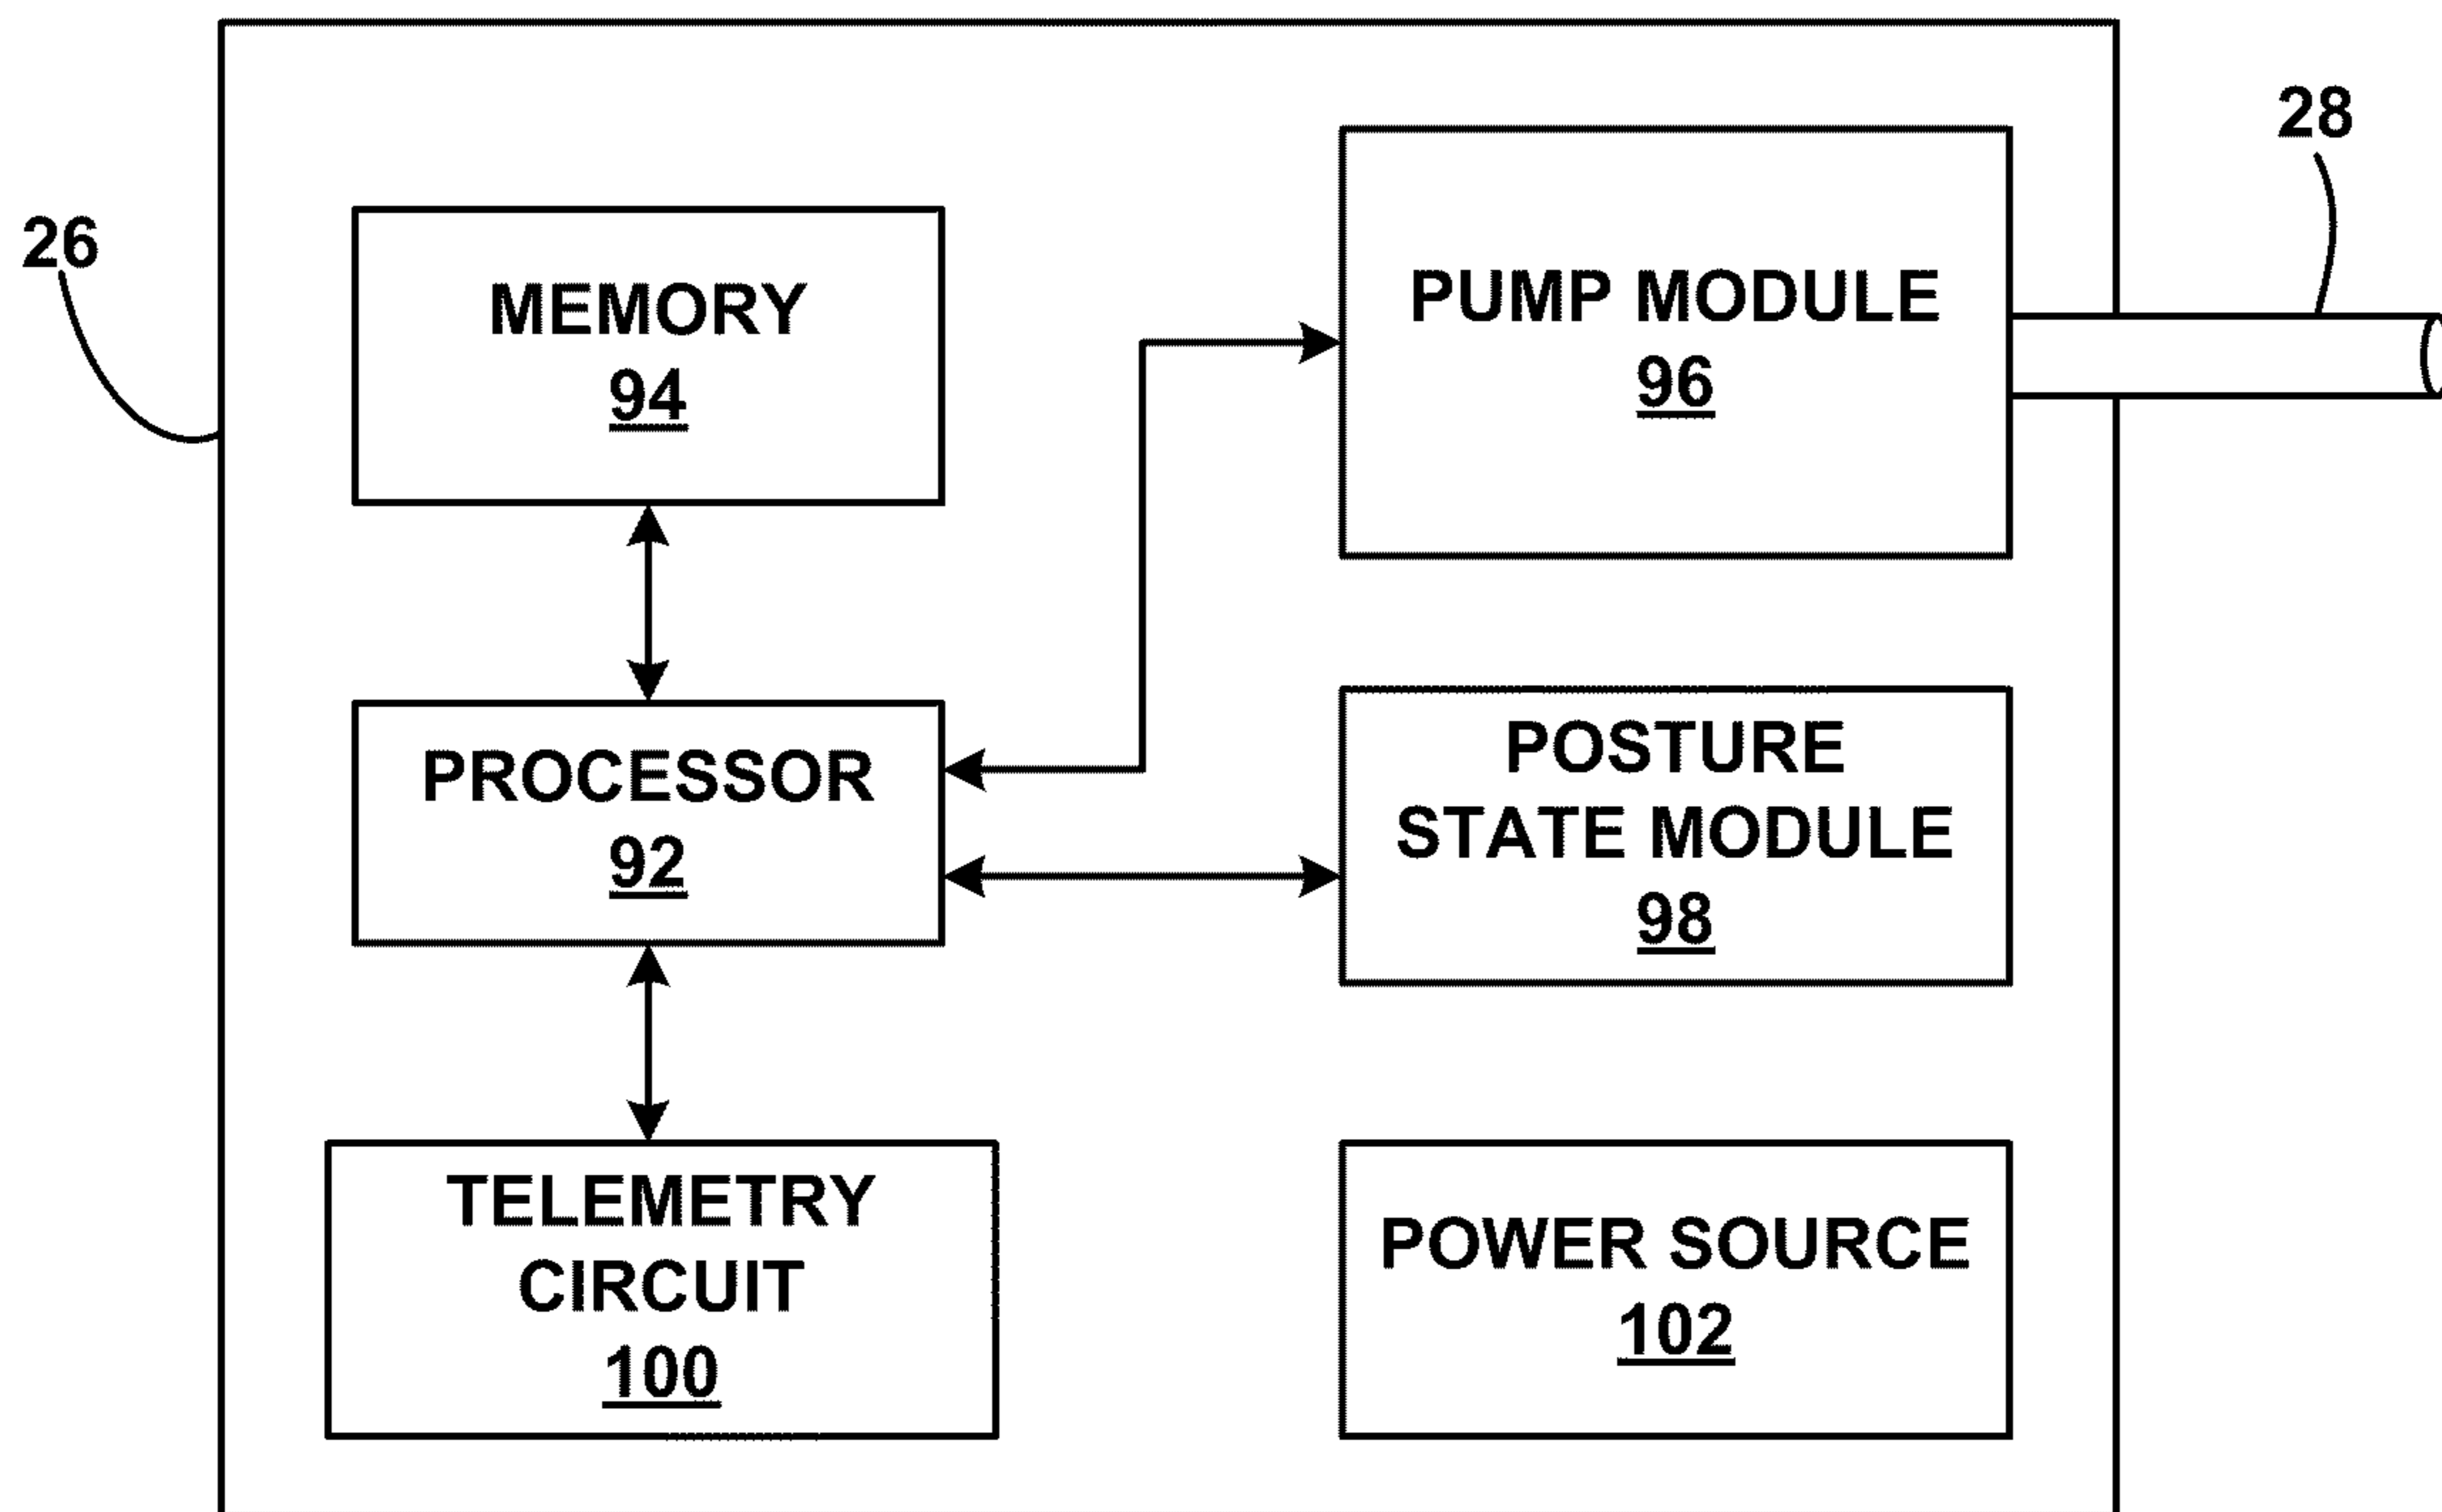 28
26
MEMORY
94
PUMP MODULE
96
PROCESSOR
92
POSTURE
STATE MODULE
98
TELEMETRY
CIRCUIT
100
POWER SOURCE
102